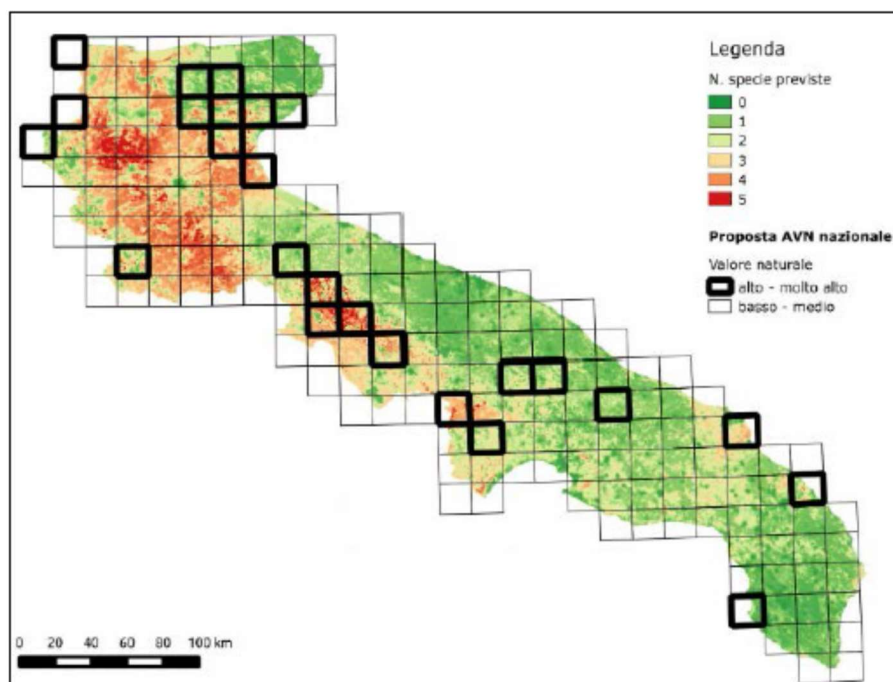 Legenda
N. specie previste
0
1
2
3
4
5
Proposta AVN nazionale
Valore naturale
alto - molto alto
basso - medio
0 20 40 60 80 100 km